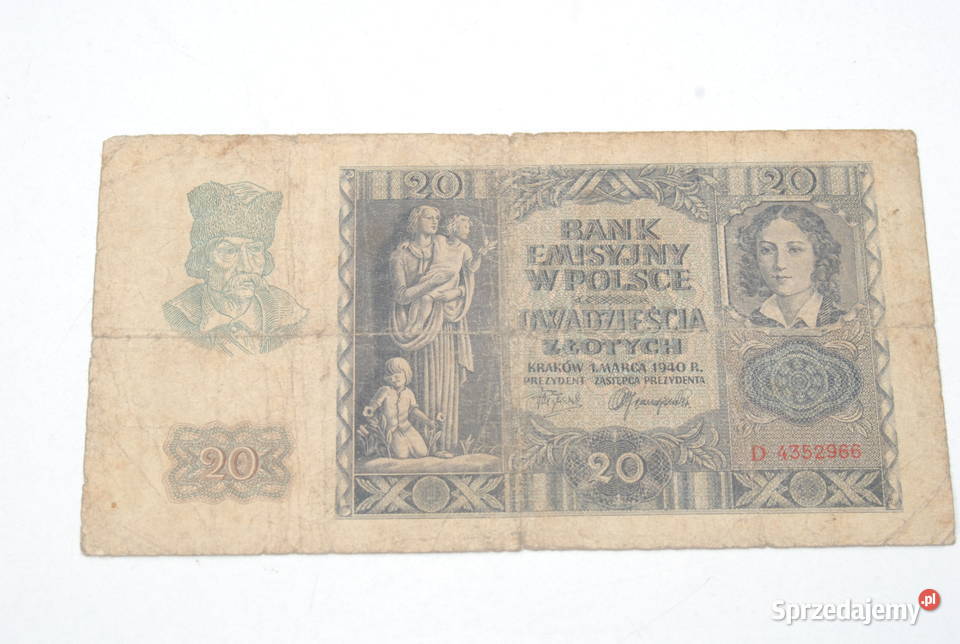 20
20
BANK
EMISYJNY
W POLSCE
DWADZIEŚCIA
ZŁOTYCH
KRAKÓW 1. MARCA 1940 R.
PREZYDENT ZASTĘPCA PREZYDENTA
20
20
D 4352966
Sprzedajemy.pl